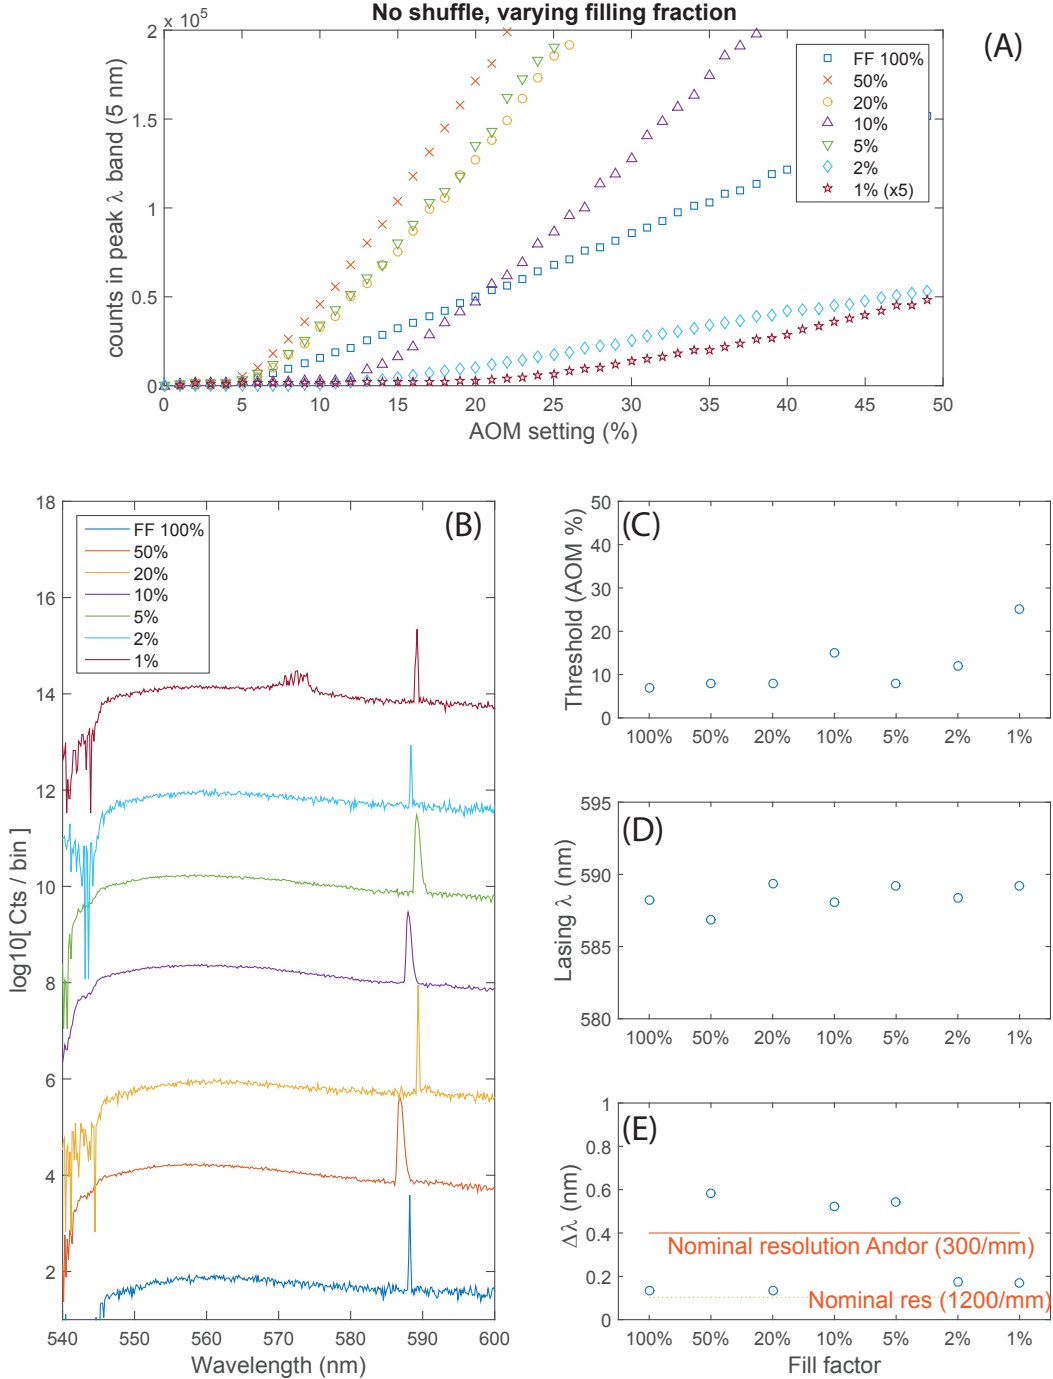 No shuffle, varying filling fraction
× 10⁵
(A)
counts in peak λ band (5 nm)
2
1.5
1
0.5
0
FF 100%
50%
20%
10%
5%
2%
1% (x5)
0 5 10 15 20 25 30 35 40 45 50
AOM setting (%)
(B)
log10[ Cts / bin ]
18
16
14
12
10
8
6
4
2
FF 100%
50%
20%
10%
5%
2%
1%
540 550 560 570 580 590 600
Wavelength (nm)
(C)
Threshold (AOM %)
50
40
30
20
10
0
100% 50% 20% 10% 5% 2% 1%
(D)
Lasing λ (nm)
595
590
585
580
100% 50% 20% 10% 5% 2% 1%
(E)
Δλ (nm)
1
0.8
0.6
0.4
0.2
0
Nominal resolution Andor (300/mm)
Nominal res (1200/mm)
100% 50% 20% 10% 5% 2% 1%
Fill factor